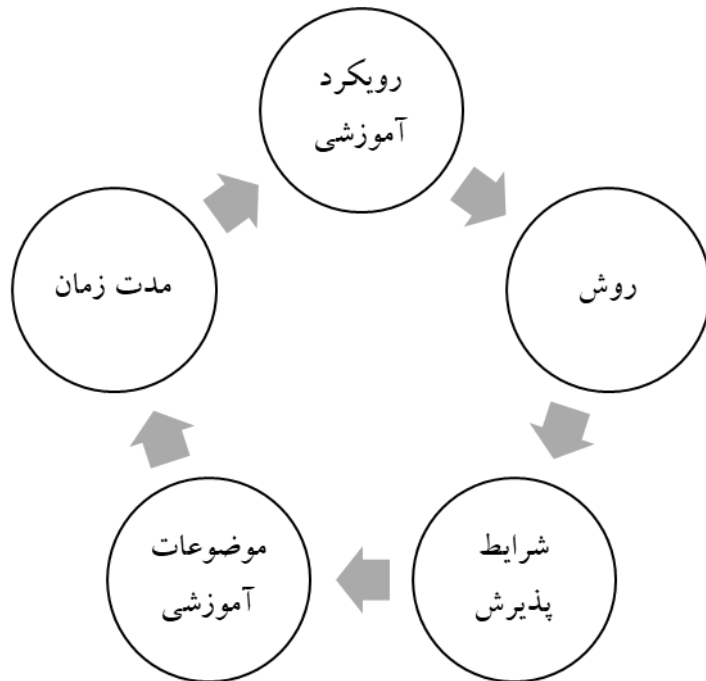 رویکرد
آموزشی
روش
شرایط
پذیرش
موضوعات
آموزشی
مدت زمان